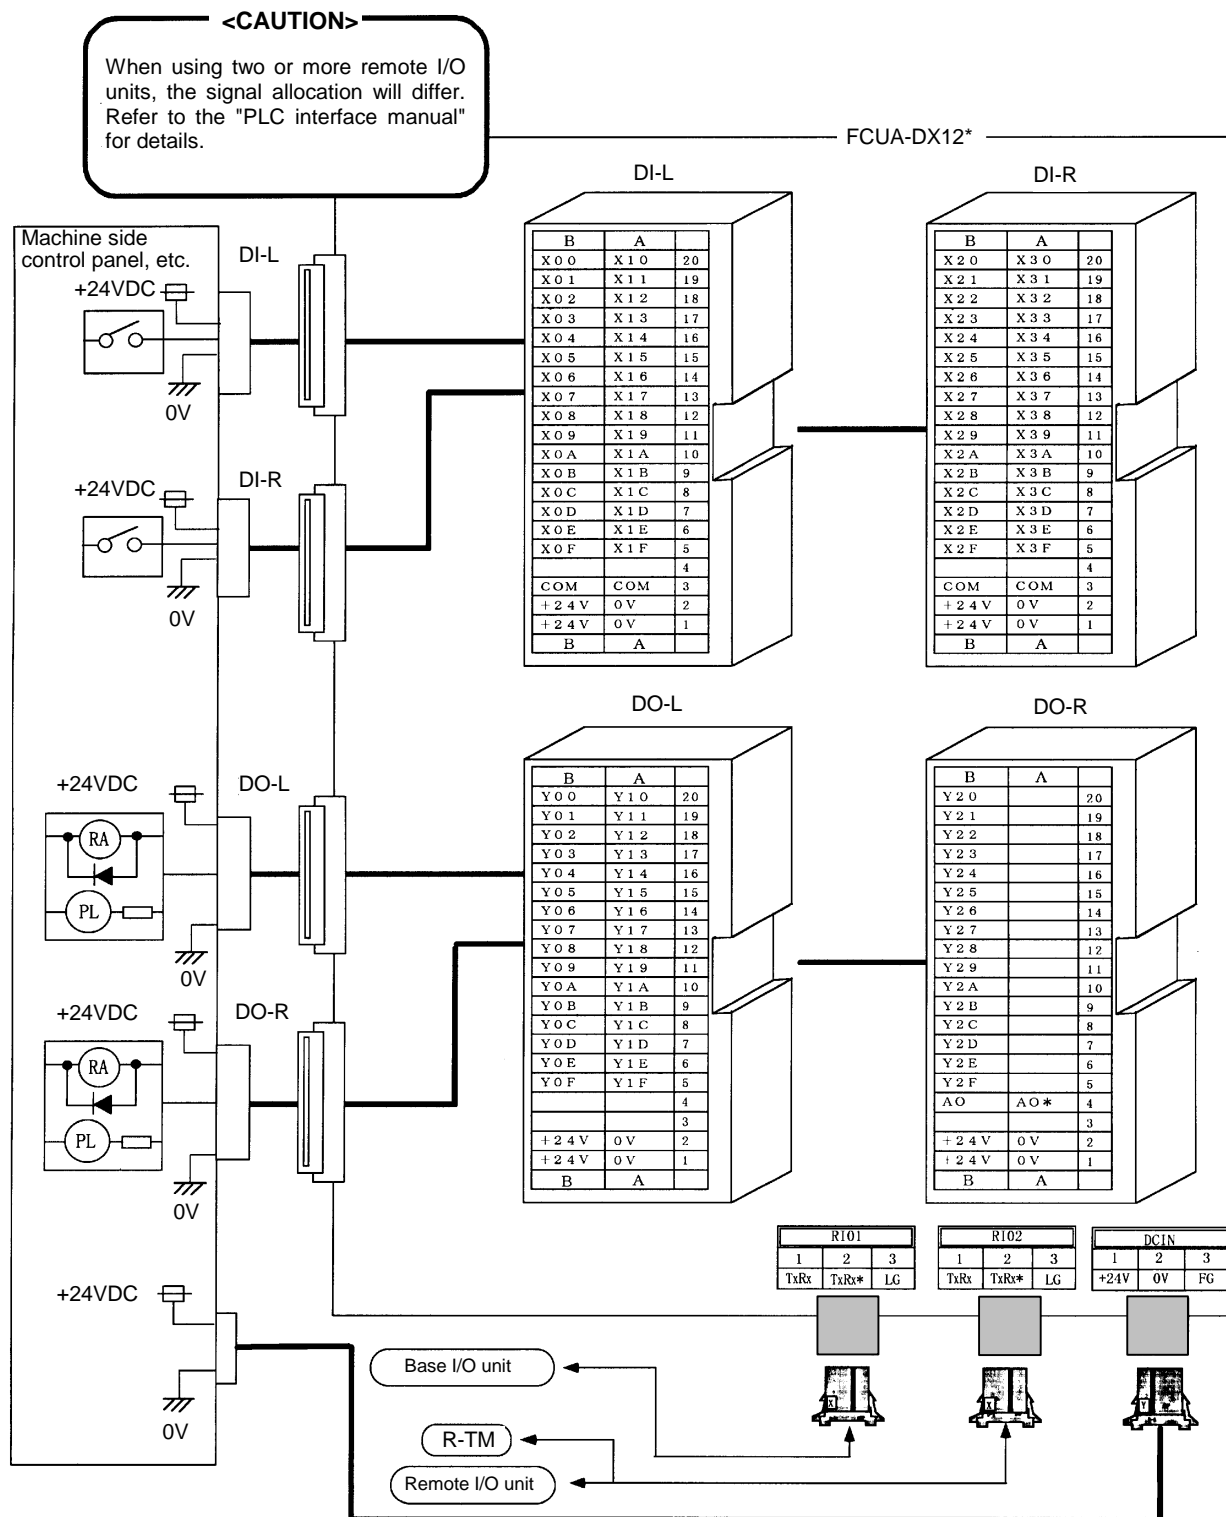 <CAUTION>
When using two or more remote I/O
units, the signal allocation will differ.
Refer to the "PLC interface manual"
for details.
FCUA-DX12*
DI-L
DI-R
Machine side
control panel, etc.
DI-L
+24VDC
0V
DI-R
+24VDC
0V
B A
X00 X10 20
X01 X11 19
X02 X12 18
X03 X13 17
X04 X14 16
X05 X15 15
X06 X16 14
X07 X17 13
X08 X18 12
X09 X19 11
X0A X1A 10
X0B X1B 9
X0C X1C 8
X0D X1D 7
X0E X1E 6
X0F X1F 5
4
COM COM 3
+24V 0V 2
+24V 0V 1
B A
B A
X20 X30 20
X21 X31 19
X22 X32 18
X23 X33 17
X24 X34 16
X25 X35 15
X26 X36 14
X27 X37 13
X28 X38 12
X29 X39 11
X2A X3A 10
X2B X3B 9
X2C X3C 8
X2D X3D 7
X2E X3E 6
X2F X3F 5
4
COM COM 3
+24V 0V 2
+24V 0V 1
B A
DO-L
DO-R
+24VDC
DO-L
RA
PL
0V
+24VDC
DO-R
RA
PL
0V
B A
Y00 Y10 20
Y01 Y11 19
Y02 Y12 18
Y03 Y13 17
Y04 Y14 16
Y05 Y15 15
Y06 Y16 14
Y07 Y17 13
Y08 Y18 12
Y09 Y19 11
Y0A Y1A 10
Y0B Y1B 9
Y0C Y1C 8
Y0D Y1D 7
Y0E Y1E 6
Y0F Y1F 5
4
3
+24V 0V 2
+24V 0V 1
B A
B A
Y20 20
Y21 19
Y22 18
Y23 17
Y24 16
Y25 15
Y26 14
Y27 13
Y28 12
Y29 11
Y2A 10
Y2B 9
Y2C 8
Y2D 7
Y2E 6
Y2F 5
AO AO* 4
3
+24V 0V 2
+24V 0V 1
B A
RIO1
1 2 3
TxRx TxRx* LG
RIO2
1 2 3
TxRx TxRx* LG
DCIN
1 2 3
+24V 0V FG
+24VDC
0V
Base I/O unit
X
X
Y
R-TM
Remote I/O unit